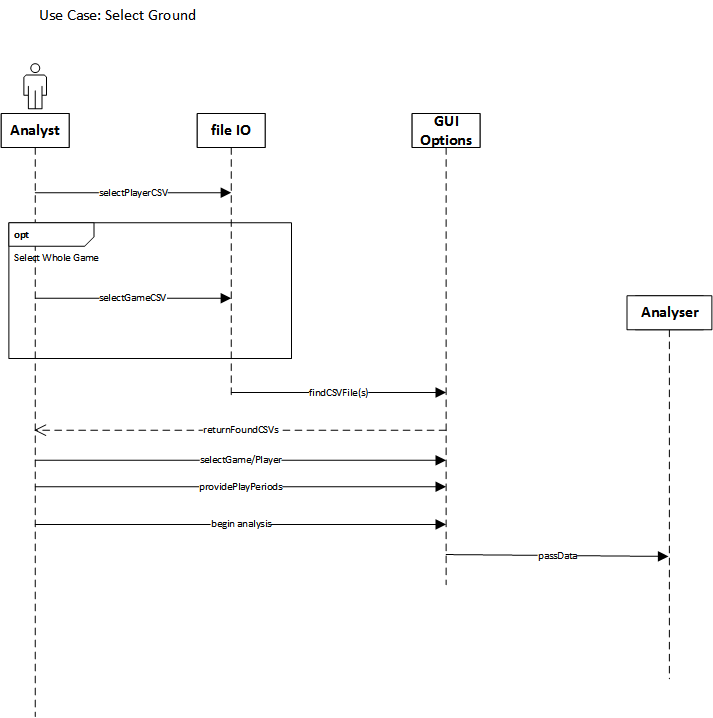 Use Case: Select Ground
Analyst
file IO
GUI
Options
selectPlayerCSV
opt
Select Whole Game
selectGameCSV
Analyser
findCSVFile(s)
returnFoundCSVs
selectGame/Player
providePlayPeriods
begin analysis
passData